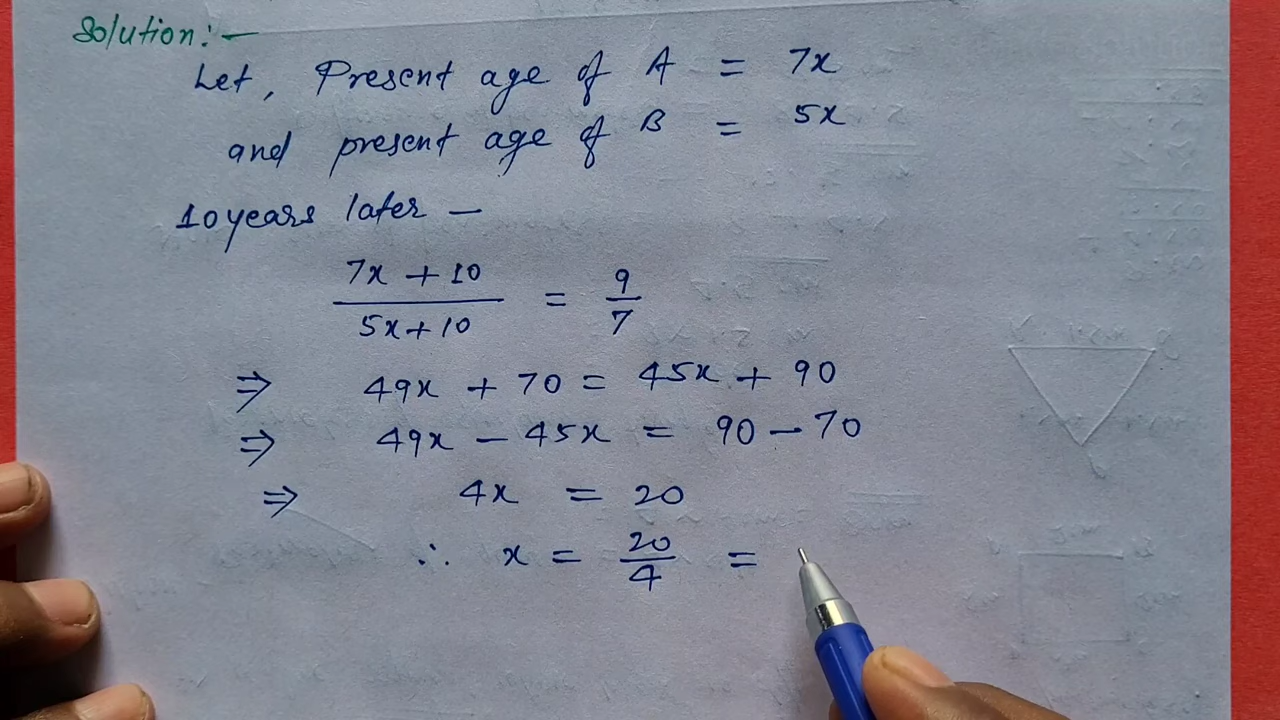 Solution:-
Let, Present age of A = 7x
and present age of B = 5x
10 years later -
7x + 10 / 5x + 10 = 9 / 7
⇒ 49x + 70 = 45x + 90
⇒ 49x - 45x = 90 - 70
⇒ 4x = 20
∴ x = 20 / 4 =